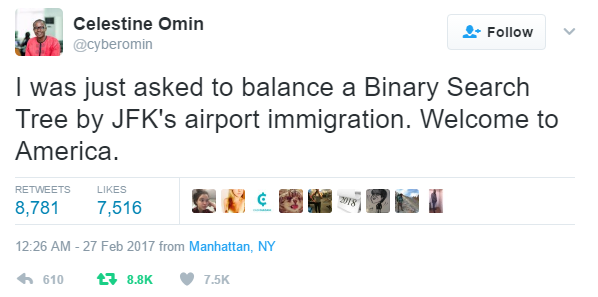 Celestine Omin
@cyberomin
Follow
I was just asked to balance a Binary Search
Tree by JFK's airport immigration. Welcome to
America.
RETWEETS LIKES
8,781 7,516
2018
12:26 AM - 27 Feb 2017 from Manhattan, NY
610 8.8K 7.5K